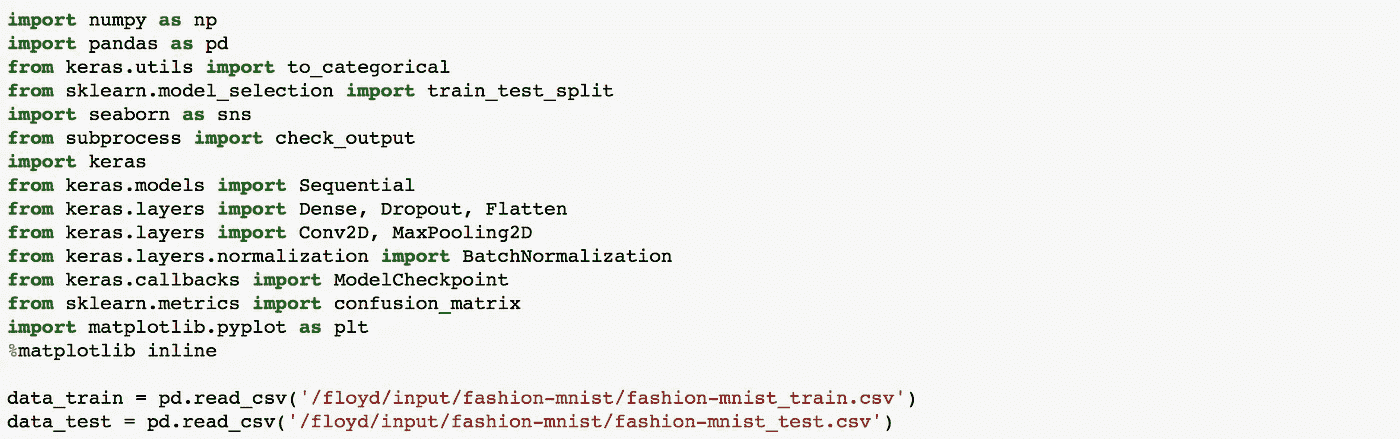 import numpy as np
import pandas as pd
from keras.utils import to_categorical
from sklearn.model_selection import train_test_split
import seaborn as sns
from subprocess import check_output
import keras
from keras.models import Sequential
from keras.layers import Dense, Dropout, Flatten
from keras.layers import Conv2D, MaxPooling2D
from keras.layers.normalization import BatchNormalization
from keras.callbacks import ModelCheckpoint
from sklearn.metrics import confusion_matrix
import matplotlib.pyplot as plt
%matplotlib inline
data_train = pd.read_csv('/floyd/input/fashion-mnist/fashion-mnist_train.csv')
data_test = pd.read_csv('/floyd/input/fashion-mnist/fashion-mnist_test.csv')